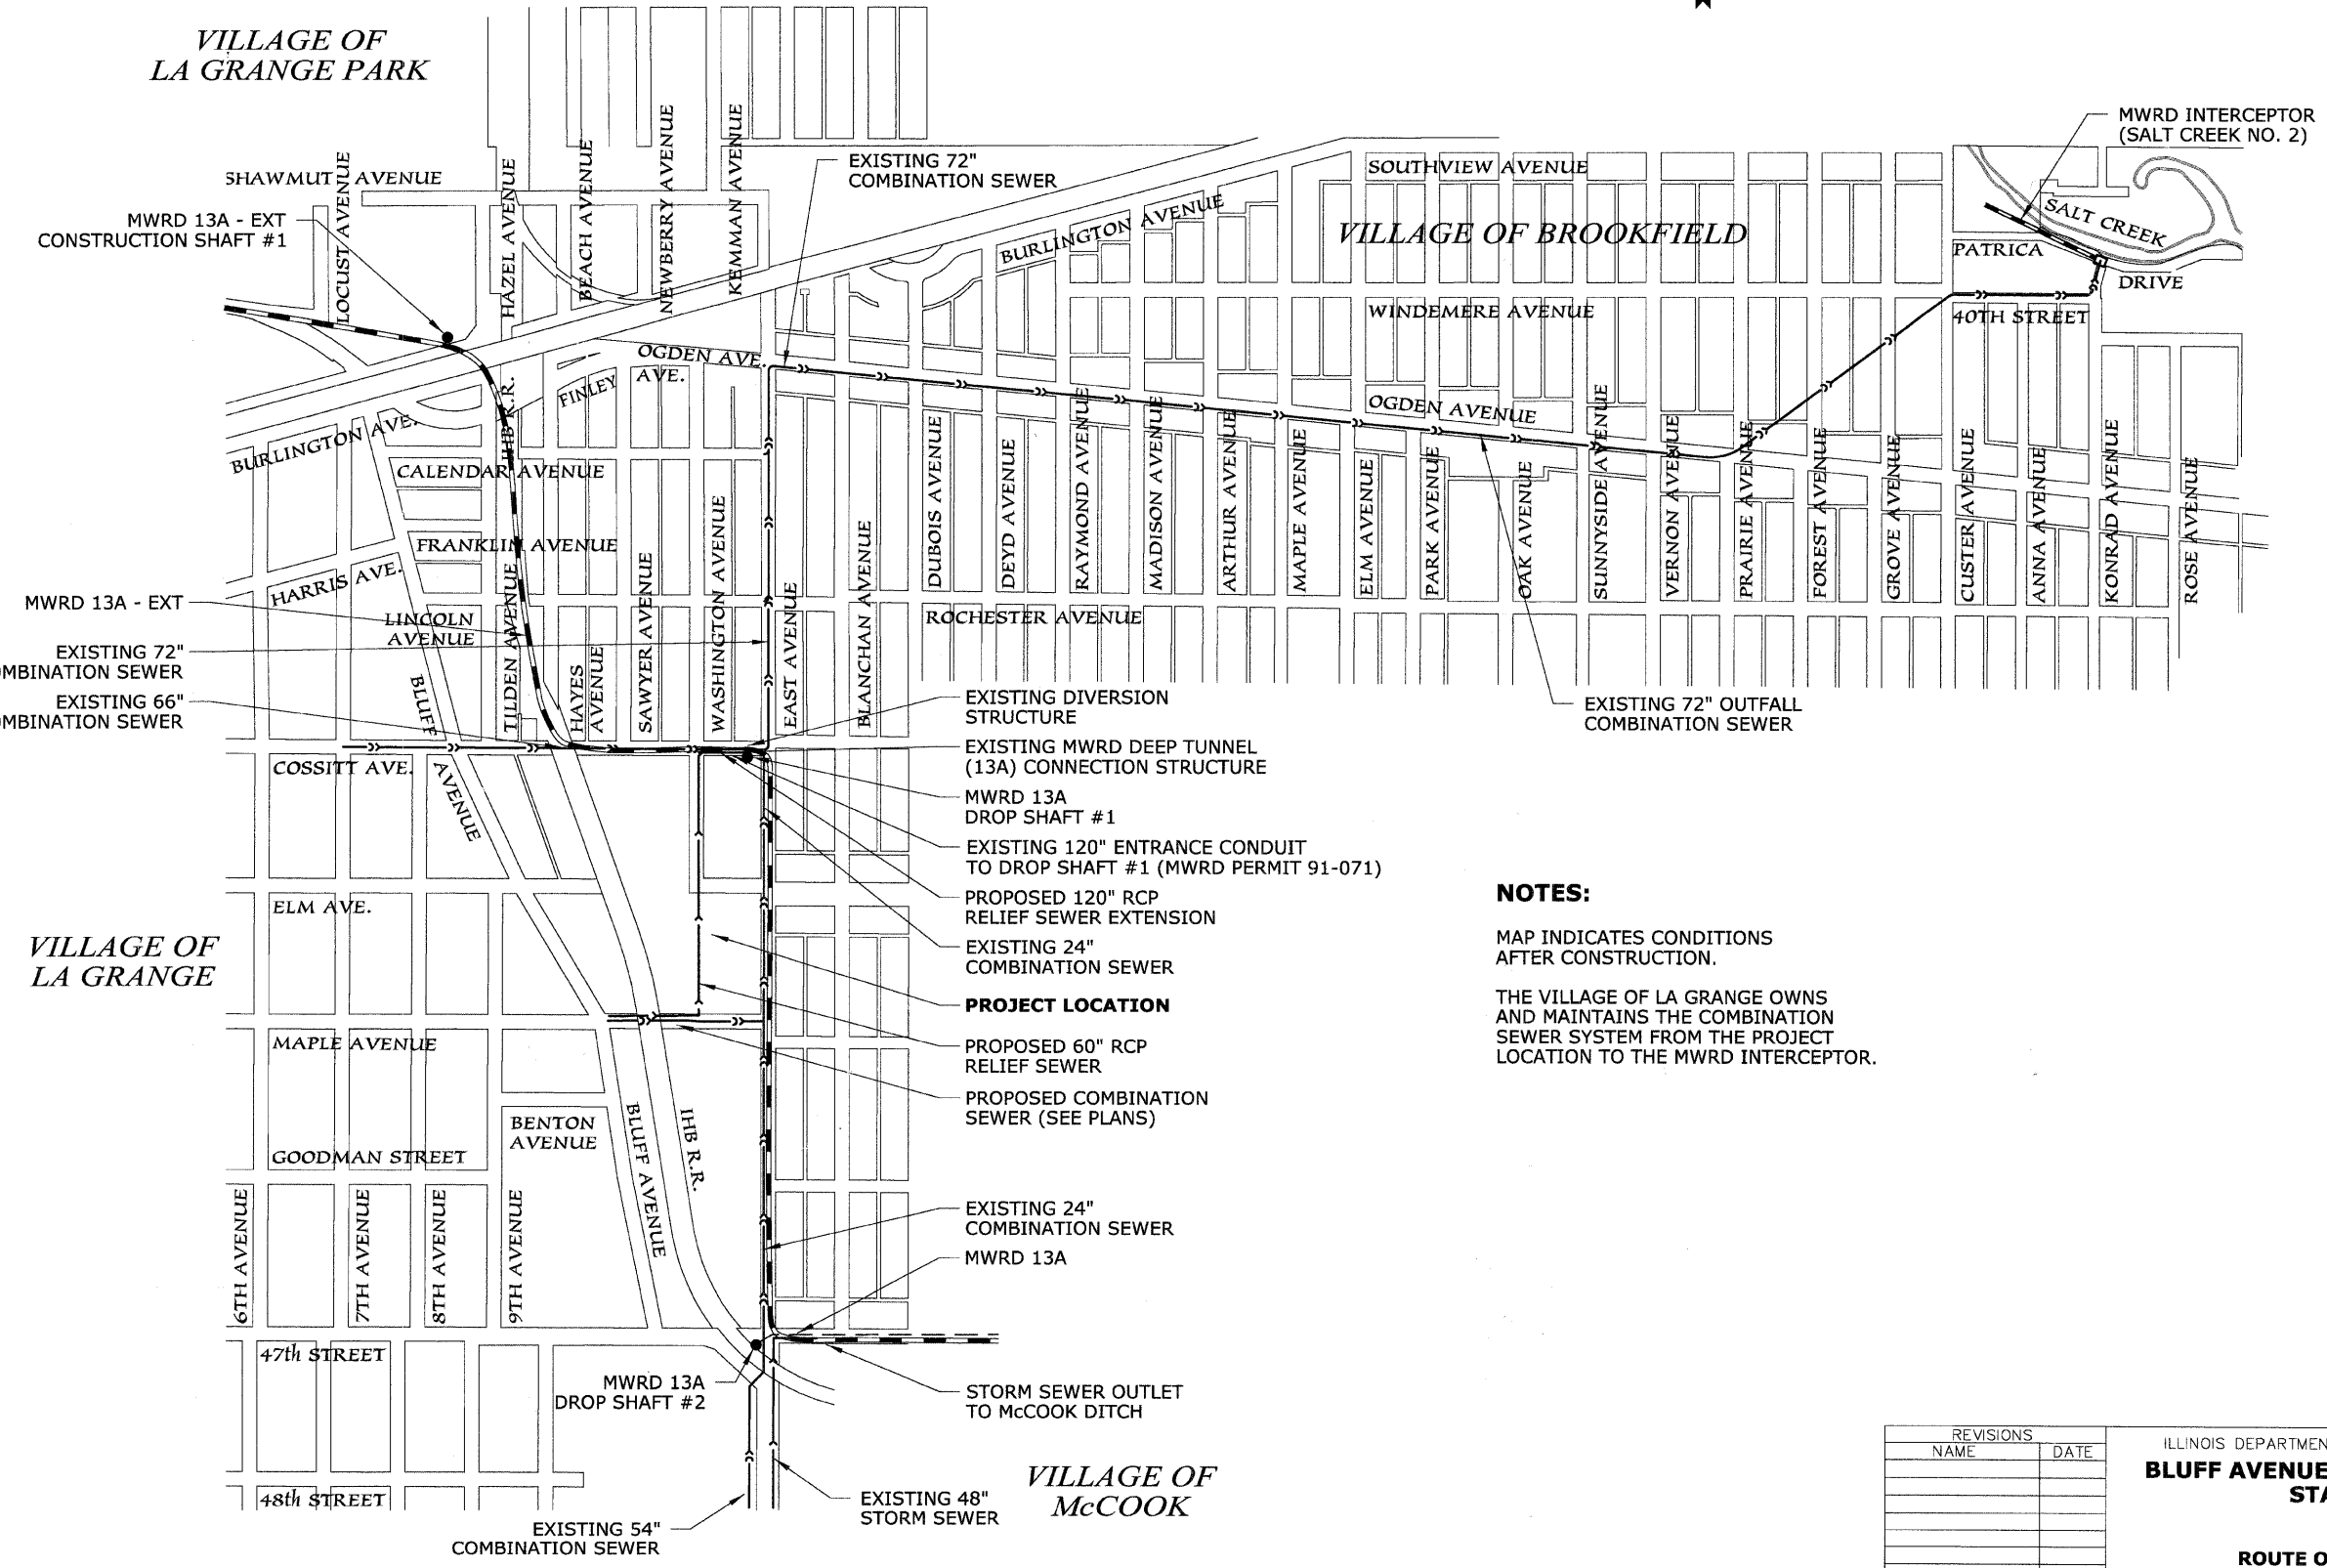 VILLAGE OF
LA GRANGE PARK
SHAWMUT AVENUE
MWRD 13A - EXT
CONSTRUCTION SHAFT #1
LOCUST AVENUE
HAZEL AVENUE
BEACH AVENUE
NEWBERRY AVENUE
KEMMAN AVENUE
EXISTING 72"
COMBINATION SEWER
BURLINGTON AVENUE
SOUTHVIEW AVENUE
VILLAGE OF BROOKFIELD
MWRD INTERCEPTOR
(SALT CREEK NO. 2)
SALT CREEK
PATRICA
DRIVE
WINDEMERE AVENUE
40TH STREET
OGDEN AVE.
FINLEY AVE.
IHB R.R.
OGDEN AVENUE
BURLINGTON AVE.
CALENDAR AVENUE
FRANKLIN AVENUE
HARRIS AVE.
LINCOLN
AVENUE
MWRD 13A - EXT
EXISTING 72"
OMBINATION SEWER
EXISTING 66"
OMBINATION SEWER
BLUFF AVENUE
TILDEN AVENUE
HAYES
AVENUE
SAWYER AVENUE
WASHINGTON AVENUE
EAST AVENUE
BLANCHAN AVENUE
DUBOIS AVENUE
DEYD AVENUE
RAYMOND AVENUE
MADISON AVENUE
ARTHUR AVENUE
MAPLE AVENUE
ELM AVENUE
PARK AVENUE
OAK AVENUE
SUNNYSIDE AVENUE
VERNON AVENUE
PRAIRIE AVENUE
FOREST AVENUE
GROVE AVENUE
CUSTER AVENUE
ANNA AVENUE
KONRAD AVENUE
ROSE AVENUE
ROCHESTER AVENUE
EXISTING DIVERSION
STRUCTURE
EXISTING MWRD DEEP TUNNEL
(13A) CONNECTION STRUCTURE
MWRD 13A
DROP SHAFT #1
EXISTING 120" ENTRANCE CONDUIT
TO DROP SHAFT #1 (MWRD PERMIT 91-071)
PROPOSED 120" RCP
RELIEF SEWER EXTENSION
EXISTING 24"
COMBINATION SEWER
PROJECT LOCATION
PROPOSED 60" RCP
RELIEF SEWER
PROPOSED COMBINATION
SEWER (SEE PLANS)
EXISTING 72" OUTFALL
COMBINATION SEWER
COSSITT AVE.
ELM AVE.
VILLAGE OF
LA GRANGE
MAPLE AVENUE
BENTON
AVENUE
GOODMAN STREET
BLUFF AVENUE
IHB R.R.
6TH AVENUE
7TH AVENUE
8TH AVENUE
9TH AVENUE
EXISTING 24"
COMBINATION SEWER
MWRD 13A
47th STREET
MWRD 13A
DROP SHAFT #2
STORM SEWER OUTLET
TO McCOOK DITCH
48th STREET
EXISTING 54"
COMBINATION SEWER
EXISTING 48"
STORM SEWER
VILLAGE OF
McCOOK
NOTES:
MAP INDICATES CONDITIONS
AFTER CONSTRUCTION.
THE VILLAGE OF LA GRANGE OWNS
AND MAINTAINS THE COMBINATION
SEWER SYSTEM FROM THE PROJECT
LOCATION TO THE MWRD INTERCEPTOR.
REVISIONS
NAME DATE
ILLINOIS DEPARTMEN
BLUFF AVENUE
STA
ROUTE O